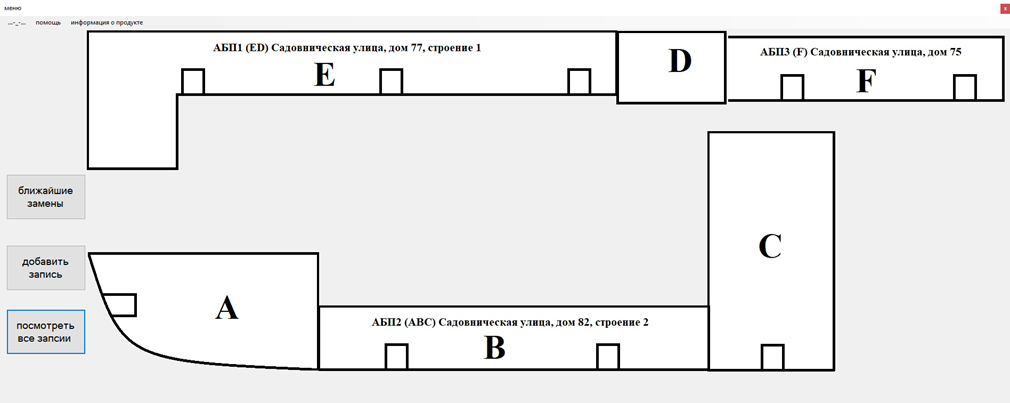 меню
...-_-... помощь информация о продукте
АБП1 (ED) Садовническая улица, дом 77, строение 1
E
D
АБП3 (F) Садовническая улица, дом 75
F
ближайшие
замены
добавить
запись
посмотреть
все запсии
A
АБП2 (ABC) Садовническая улица, дом 82, строение 2
B
C